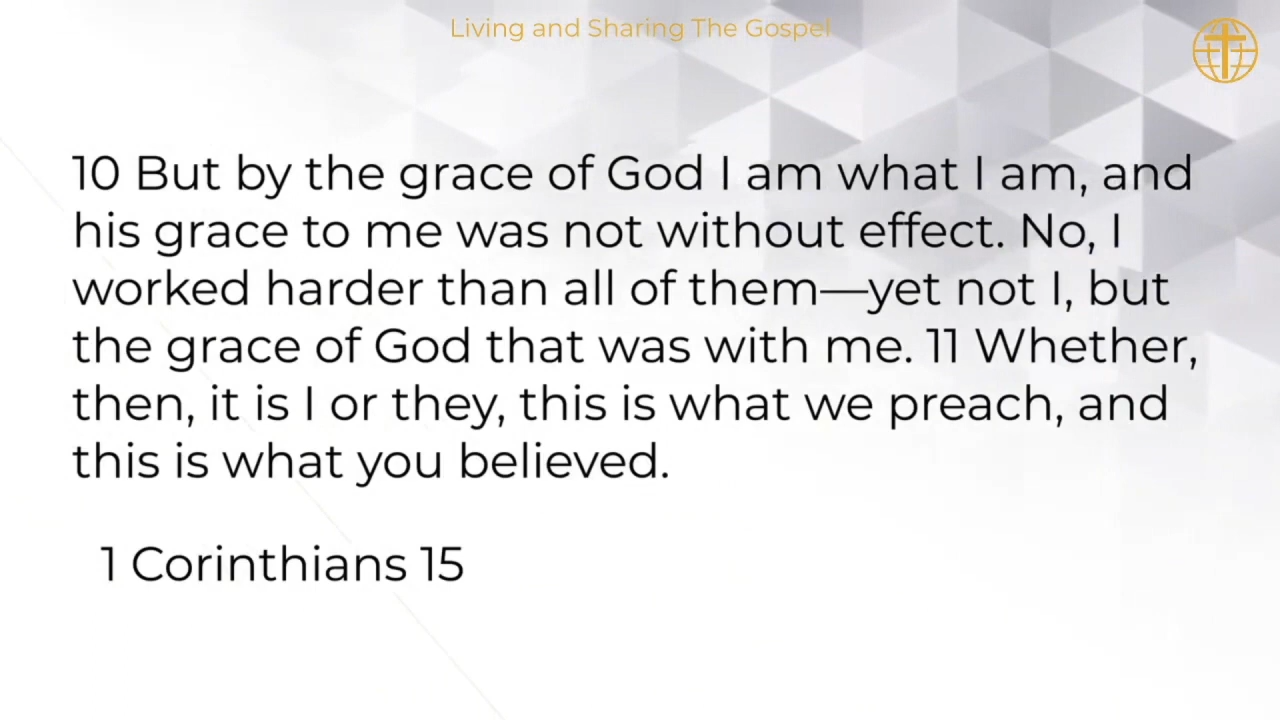 Living and Sharing The Gospel
10 But by the grace of God I am what I am, and
his grace to me was not without effect. No, I
worked harder than all of them—yet not I, but
the grace of God that was with me. 11 Whether,
then, it is I or they, this is what we preach, and
this is what you believed.
1 Corinthians 15